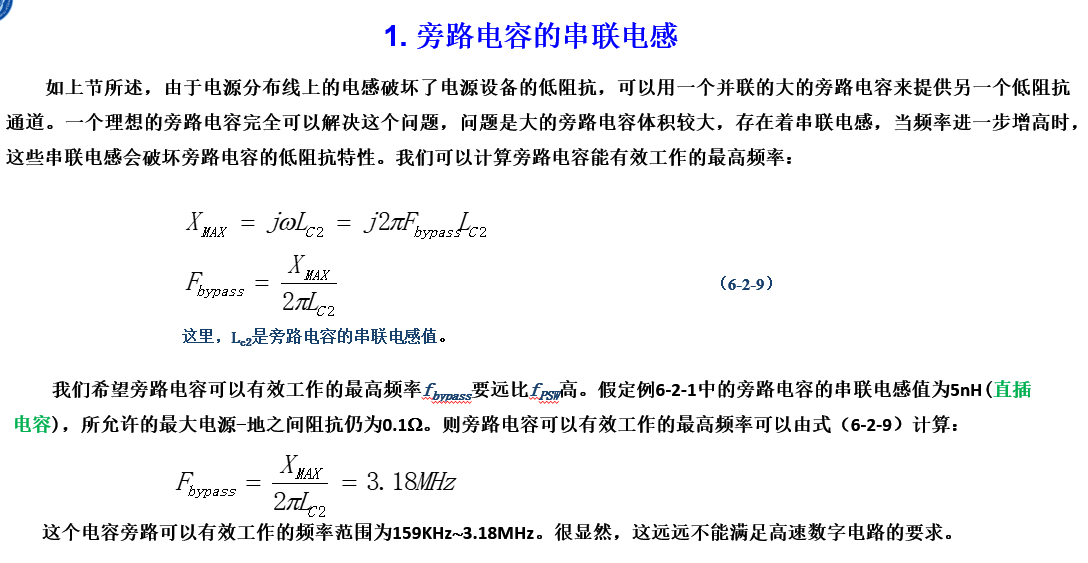 1. 旁路电容的串联电感
如上节所述，由于电源分布线上的电感破坏了电源设备的低阻抗，可以用一个并联的大的旁路电容来提供另一个低阻抗
通道。一个理想的旁路电容完全可以解决这个问题，问题是大的旁路电容体积较大，存在着串联电感，当频率进一步增高时，
这些串联电感会破坏旁路电容的低阻抗特性。我们可以计算旁路电容能有效工作的最高频率：
X_MAX = jωL_C2 = j2πF_bypass L_C2
F_bypass = X_MAX / 2πL_C2 （6-2-9）
这里，L_c2是旁路电容的串联电感值。
我们希望旁路电容可以有效工作的最高频率f_bypass要远比f_PSW高。假定例6-2-1中的旁路电容的串联电感值为5nH(直插
电容)，所允许的最大电源-地之间阻抗仍为0.1Ω。则旁路电容可以有效工作的最高频率可以由式（6-2-9）计算：
F_bypass = X_MAX / 2πL_C2 = 3.18MHz
这个电容旁路可以有效工作的频率范围为159KHz~3.18MHz。很显然，这远远不能满足高速数字电路的要求。